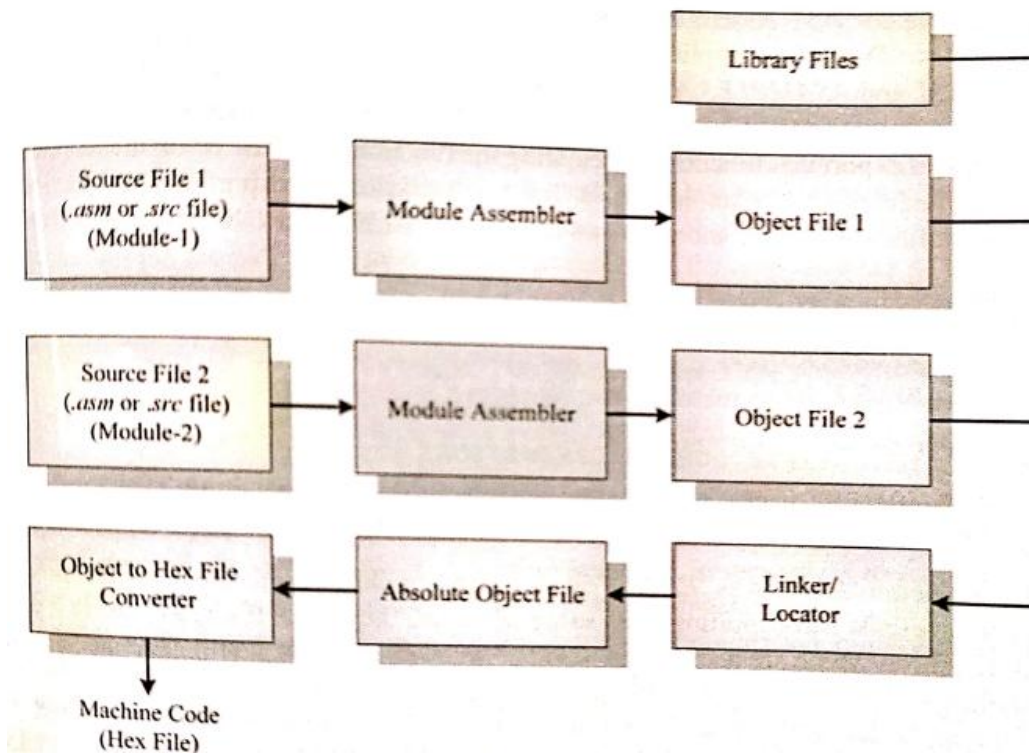 Library Files
Source File 1
(.asm or .src file)
(Module-1)
Module Assembler
Object File 1
Source File 2
(.asm or .src file)
(Module-2)
Module Assembler
Object File 2
Object to Hex File
Converter
Absolute Object File
Linker/
Locator
Machine Code
(Hex File)